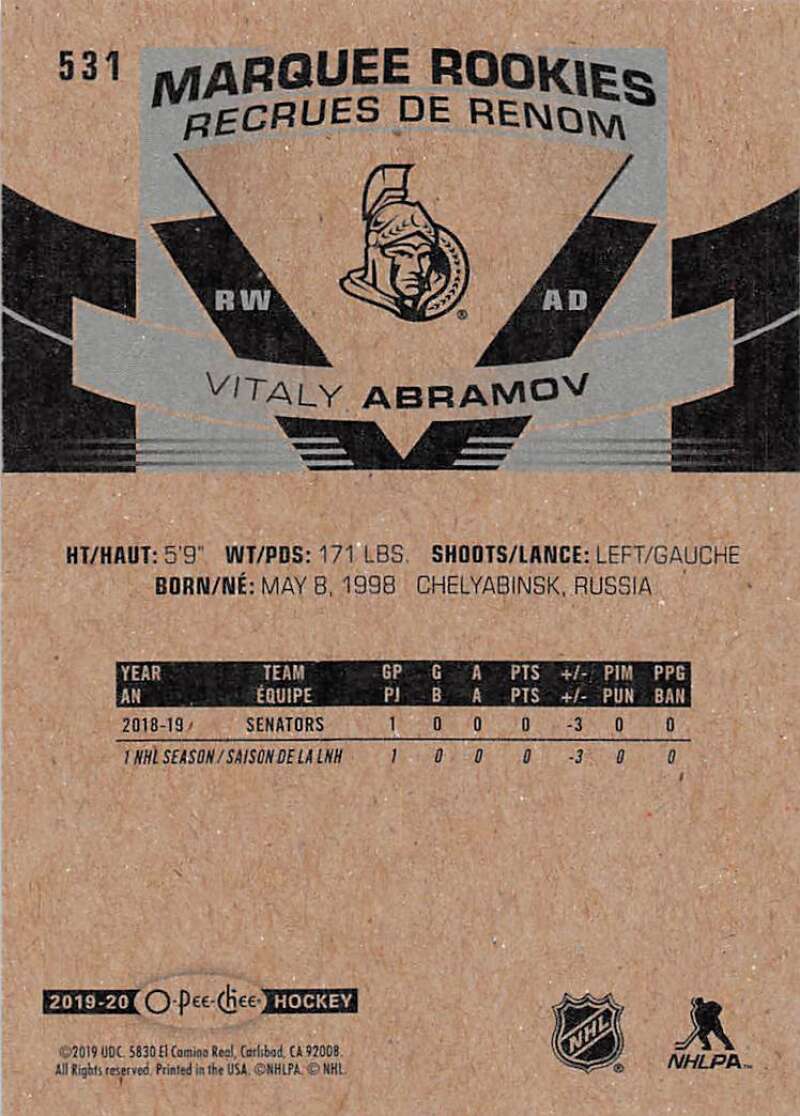 531
MARQUEE ROOKIES
RECRUES DE RENOM
RW AD
VITALY ABRAMOV
HT/HAUT: 5'9" WT/PDS: 171 LBS. SHOOTS/LANCE: LEFT/GAUCHE
BORN/NÉ: MAY 8, 1998 CHELYABINSK, RUSSIA
YEAR TEAM GP G A PTS +/- PIM PPG
AN ÉQUIPE PJ B A PTS +/- PUN BAN
2018-19 SENATORS 1 0 0 0 -3 0 0
1 NHL SEASON / SAISON DE LA LNH 1 0 0 0 -3 0 0
2019-20 O-Pee-Chee HOCKEY
©2019 UDC. 5830 El Camino Real, Carlsbad, CA 92008.
All Rights reserved. Printed in the USA. ©NHLPA. © NHL.
NHL ®
NHLPA™